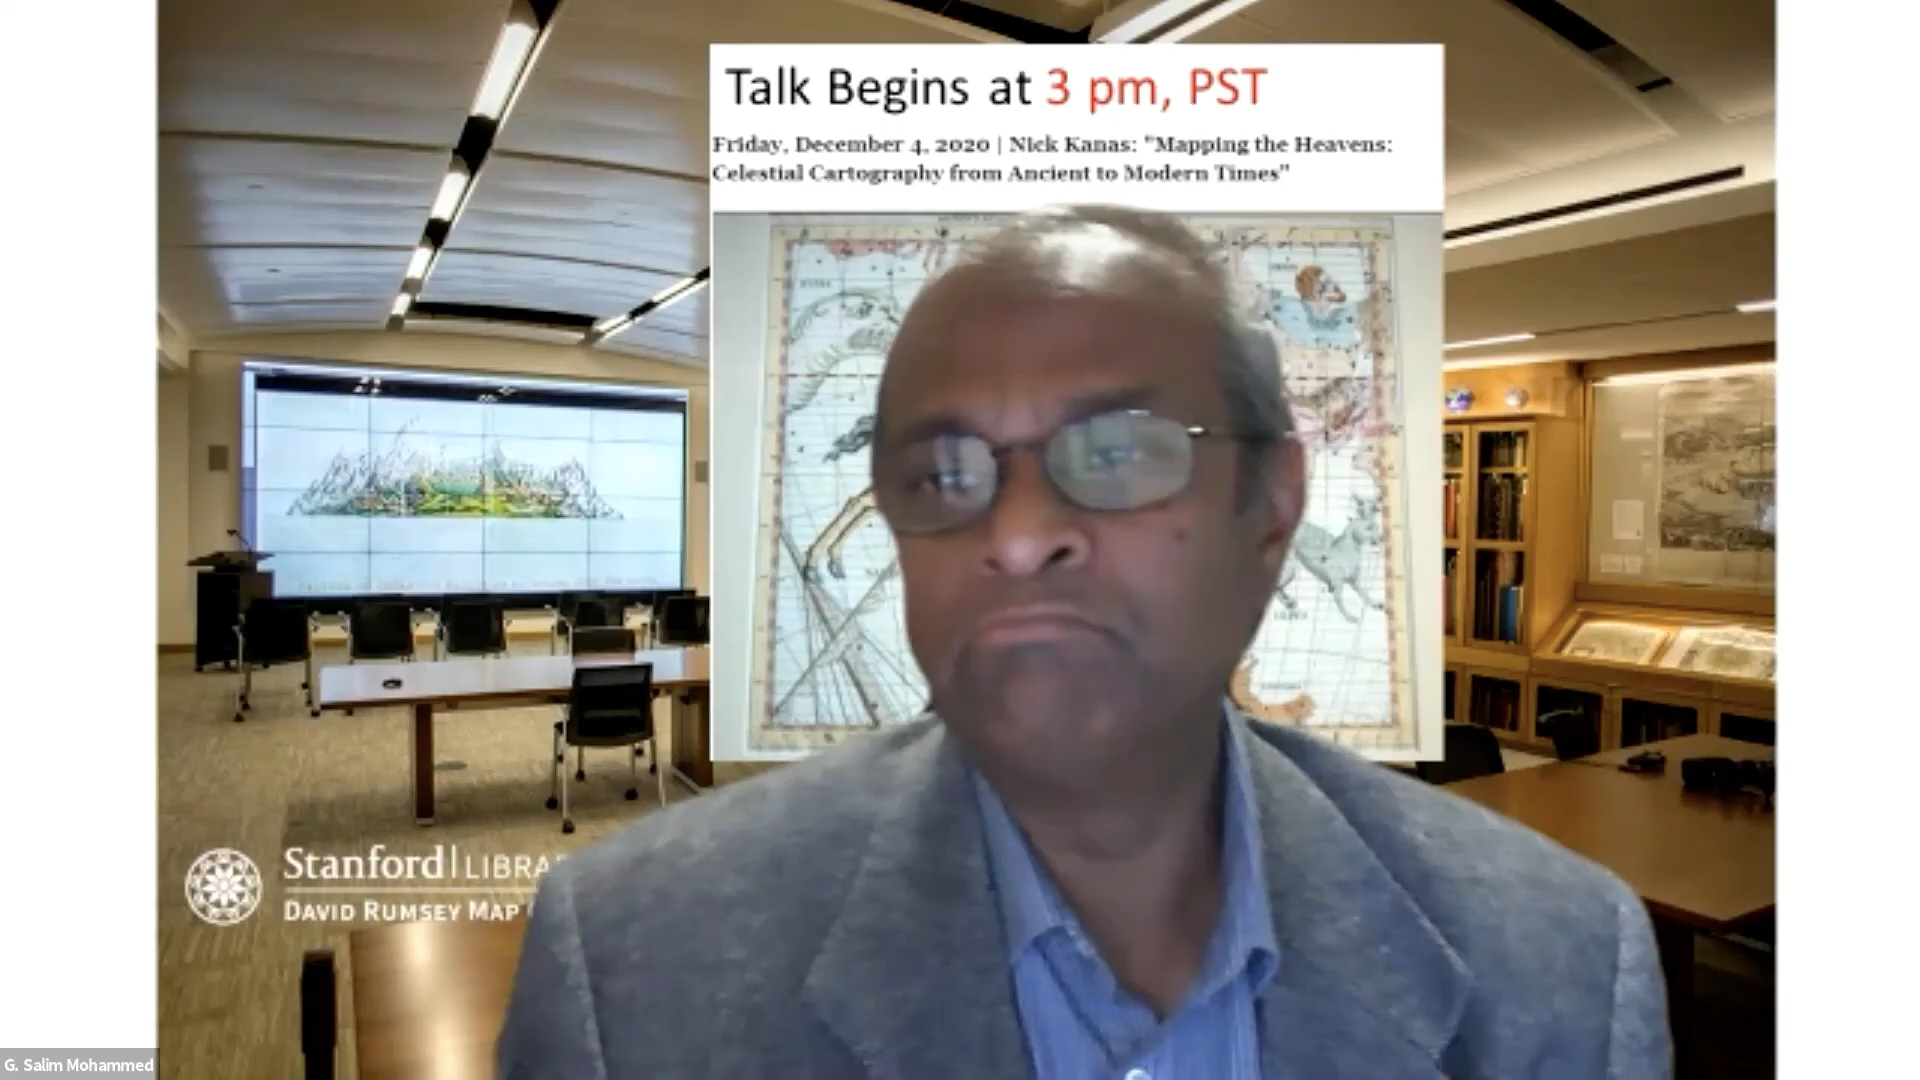 Talk Begins at 3 pm, PST
Friday, December 4, 2020 | Nick Kanas: "Mapping the Heavens:
Celestial Cartography from Ancient to Modern Times"
Stanford | LIBRA
DAVID RUMSEY MAP
G. Salim Mohammed